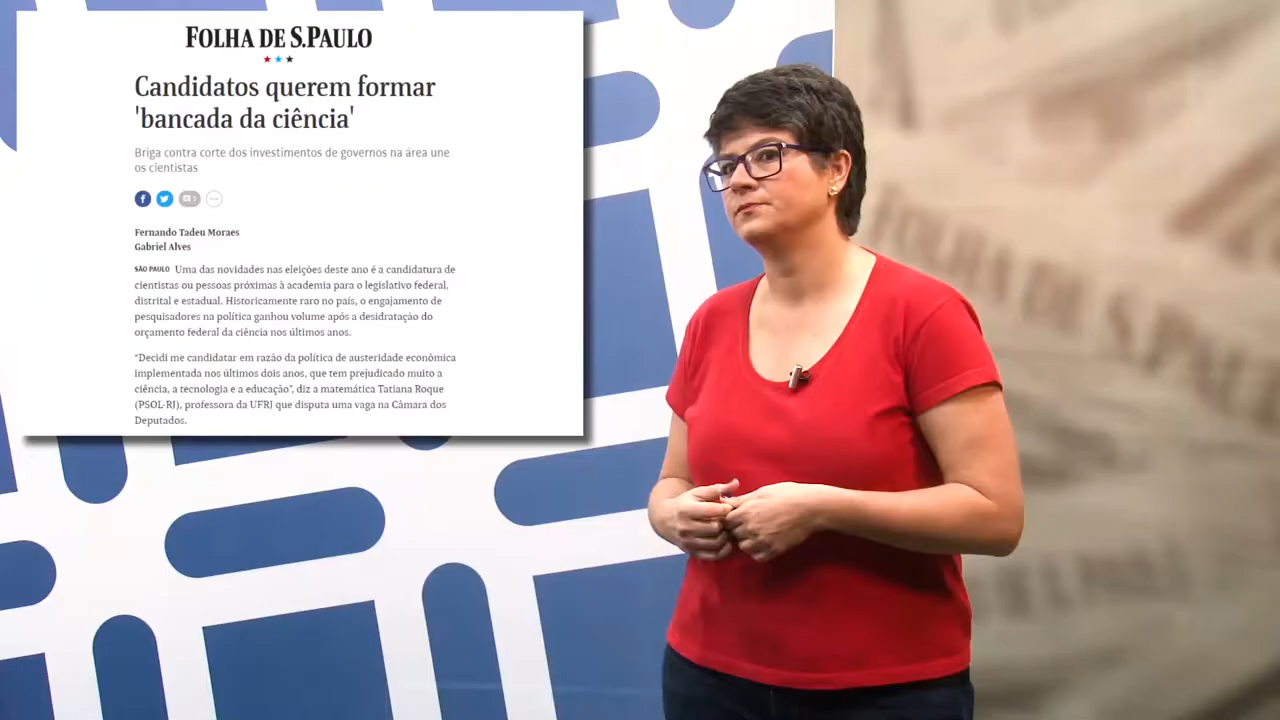 FOLHA DE S.PAULO
Candidatos querem formar
'bancada da ciência'
Briga contra corte dos investimentos de governos na área une
os cientistas
Fernando Tadeu Moraes
Gabriel Alves
SÃO PAULO Uma das novidades nas eleições deste ano é a candidatura de
cientistas ou pessoas próximas à academia para o legislativo federal,
distrital e estadual. Historicamente raro no país, o engajamento de
pesquisadores na política ganhou volume após a desidratação do
orçamento federal da ciência nos últimos anos.
"Decidi me candidatar em razão da política de austeridade econômica
implementada nos últimos dois anos, que tem prejudicado muito a
ciência, a tecnologia e a educação", diz a matemática Tatiana Roque
(PSOL-RJ), professora da UFRJ que disputa uma vaga na Câmara dos
Deputados.
FOLHA DE S.PAULO